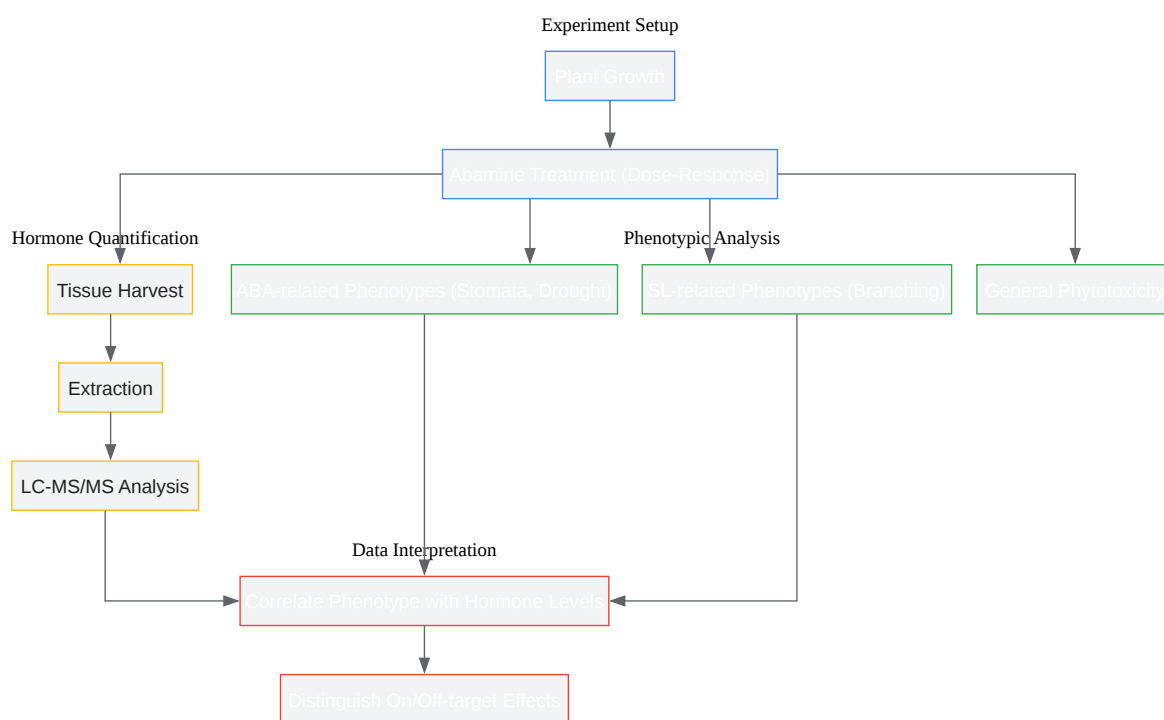 Experiment Setup
Plant Growth
Abamine Treatment (Dose-Response)
Hormone Quantification
Phenotypic Analysis
Tissue Harvest
ABA-related Phenotypes (Stomata, Drought)
SL-related Phenotypes (Branching)
General Phytotoxicity
Extraction
LC-MS/MS Analysis
Data Interpretation
Correlate Phenotype with Hormone Levels
Distinguish On/Off-target Effects